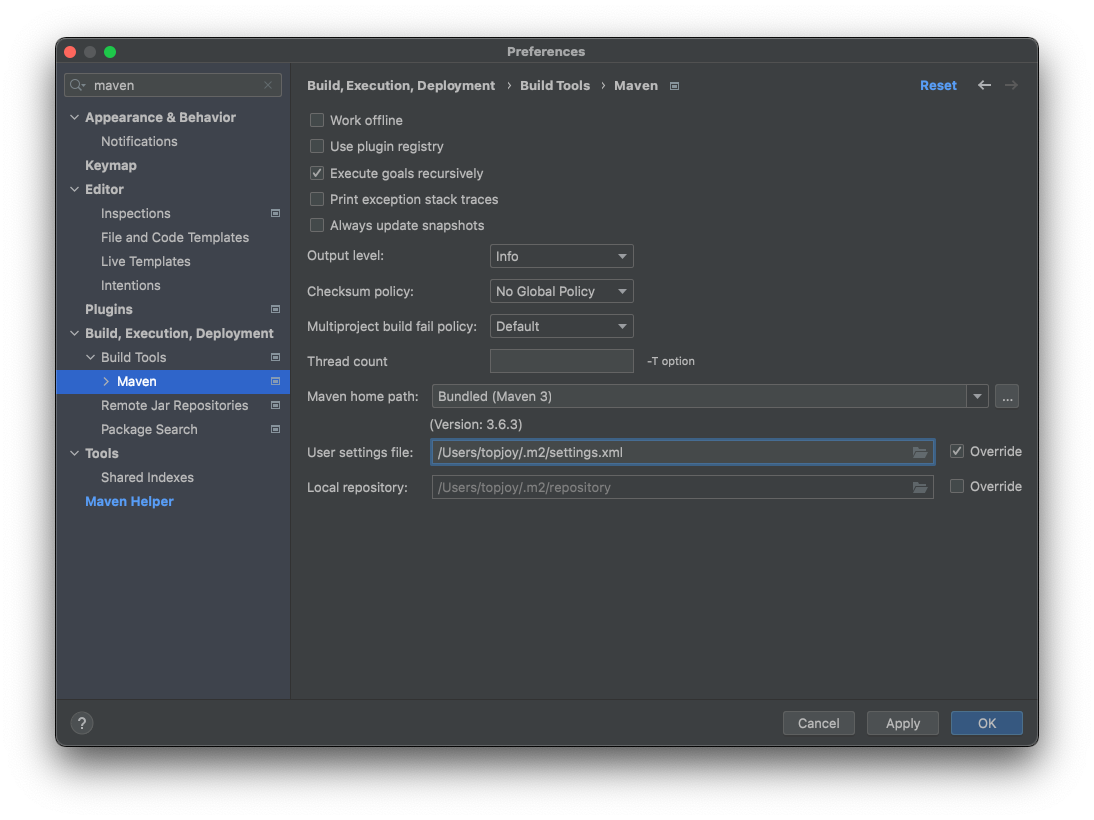 Preferences
maven
Appearance & Behavior
Notifications
Keymap
Editor
Inspections
File and Code Templates
Live Templates
Intentions
Plugins
Build, Execution, Deployment
Build Tools
Maven
Remote Jar Repositories
Package Search
Tools
Shared Indexes
Maven Helper
Build, Execution, Deployment › Build Tools › Maven
Reset
Work offline
Use plugin registry
Execute goals recursively
Print exception stack traces
Always update snapshots
Output level: Info
Checksum policy: No Global Policy
Multiproject build fail policy: Default
Thread count -T option
Maven home path: Bundled (Maven 3) ...
(Version: 3.6.3)
User settings file: /Users/topjoy/.m2/settings.xml Override
Local repository: /Users/topjoy/.m2/repository Override
? Cancel Apply OK